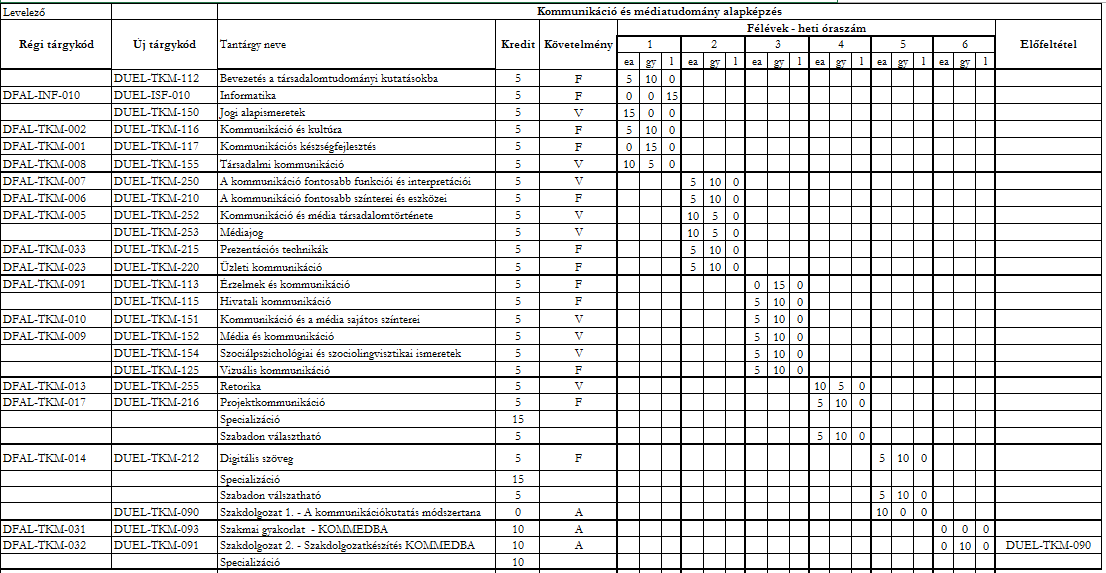 Levelező Kommunikáció és médiatudomány alapképzés
Félévek - heti óraszám
Régi tárgykód Új tárgykód Tantárgy neve Kredit Követelmény 1 2 3 4 5 6 Előfeltétel
ea gy l ea gy l ea gy l ea gy l ea gy l ea gy l
DUEL-TKM-112 Bevezetés a társadalomtudományi kutatásokba 5 F 5 10 0
DFAL-INF-010 DUEL-ISF-010 Informatika 5 F 0 0 15
DUEL-TKM-150 Jogi alapismeretek 5 V 15 0 0
DFAL-TKM-002 DUEL-TKM-116 Kommunikáció és kultúra 5 F 5 10 0
DFAL-TKM-001 DUEL-TKM-117 Kommunikációs készségfejlesztés 5 F 0 15 0
DFAL-TKM-008 DUEL-TKM-155 Társadalmi kommunikáció 5 V 10 5 0
DFAL-TKM-007 DUEL-TKM-250 A kommunikáció fontosabb funkciói és interpretációi 5 V 5 10 0
DFAL-TKM-006 DUEL-TKM-210 A kommunikáció fontosabb színterei és eszközei 5 F 5 10 0
DFAL-TKM-005 DUEL-TKM-252 Kommunikáció és média társadalomtörténete 5 V 10 5 0
DUEL-TKM-253 Médiajog 5 V 10 5 0
DFAL-TKM-033 DUEL-TKM-215 Prezentációs technikák 5 F 5 10 0
DFAL-TKM-023 DUEL-TKM-220 Üzleti kommunikáció 5 F 5 10 0
DFAL-TKM-091 DUEL-TKM-113 Érzelmek és kommunikáció 5 F 0 15 0
DUEL-TKM-115 Hivatali kommunikáció 5 F 5 10 0
DFAL-TKM-010 DUEL-TKM-151 Kommunikáció és a média sajátos színterei 5 V 5 10 0
DFAL-TKM-009 DUEL-TKM-152 Média és kommunikáció 5 V 5 10 0
DUEL-TKM-154 Szociálpszichológiai és szociolingvisztikai ismeretek 5 V 5 10 0
DUEL-TKM-125 Vizuális kommunikáció 5 F 5 10 0
DFAL-TKM-013 DUEL-TKM-255 Retorika 5 V 10 5 0
DFAL-TKM-017 DUEL-TKM-216 Projektkommunikáció 5 F 5 10 0
Specializáció 15
Szabadon választható 5 5 10 0
DFAL-TKM-014 DUEL-TKM-212 Digitális szöveg 5 F 5 10 0
Specializáció 15
Szabadon válszatható 5 5 10 0
DUEL-TKM-090 Szakdolgozat 1. - A kommunikációkutatás módszertana 0 A 10 0 0
DFAL-TKM-031 DUEL-TKM-093 Szakmai gyakorlat - KOMMEDBA 10 A 0 0 0
DFAL-TKM-032 DUEL-TKM-091 Szakdolgozat 2. - Szakdolgozatkészítés KOMMEDBA 10 A 0 10 0 DUEL-TKM-090
Specializáció 10